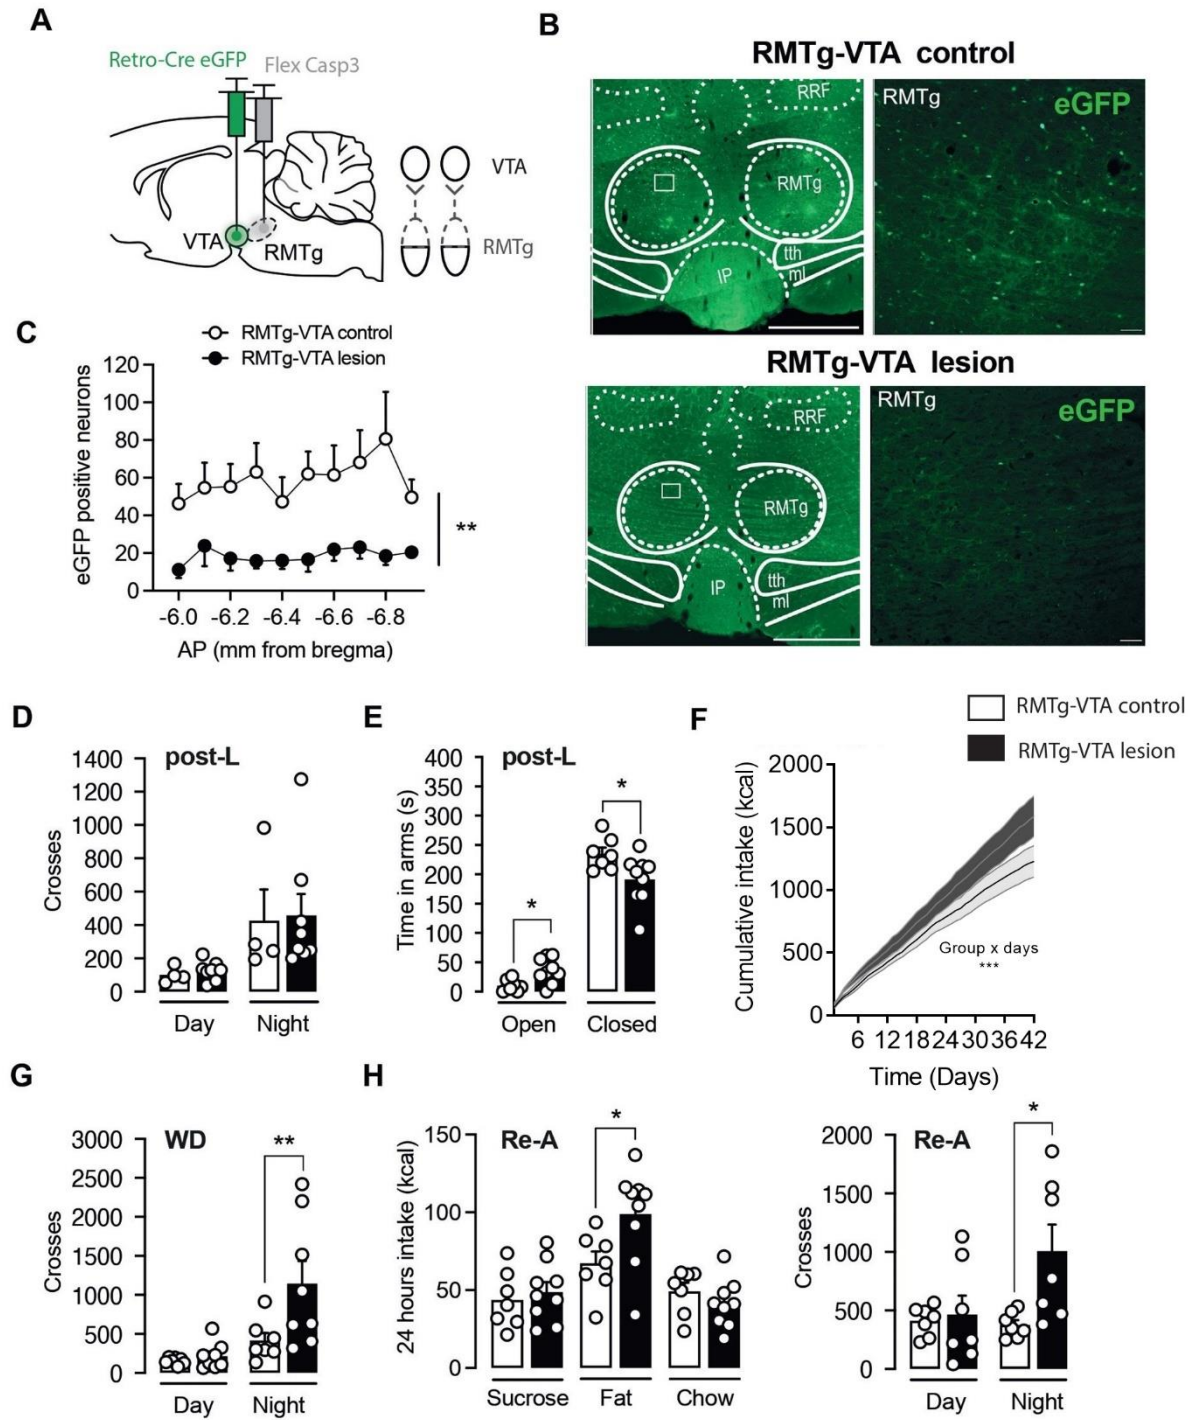 A
Retro-Cre eGFP
Flex Casp3
VTA
RMTg
VTA
RMTg
B
RMTg-VTA control
RRF
RMTg
IP
tth
ml
RMTg
eGFP
RMTg-VTA lesion
RRF
RMTg
IP
tth
ml
RMTg
eGFP
C
RMTg-VTA control
RMTg-VTA lesion
eGFP positive neurons
120
100
80
60
40
20
0
**
-6.0 -6.2 -6.4 -6.6 -6.8
AP (mm from bregma)
D
post-L
Crosses
1400
1200
1000
800
600
400
200
0
Day Night
E
post-L
Time in arms (s)
400
350
300
250
200
150
100
50
0
*
*
Open Closed
F
RMTg-VTA control
RMTg-VTA lesion
Cumulative intake (kcal)
2000
1500
1000
500
0
Group x days
***
6 12 18 24 30 36 42
Time (Days)
G
WD
Crosses
3000
2500
2000
1500
1000
500
0
**
Day Night
H
Re-A
24 hours intake (kcal)
150
100
50
0
*
Sucrose Fat Chow
Re-A
Crosses
2000
1500
1000
500
0
*
Day Night